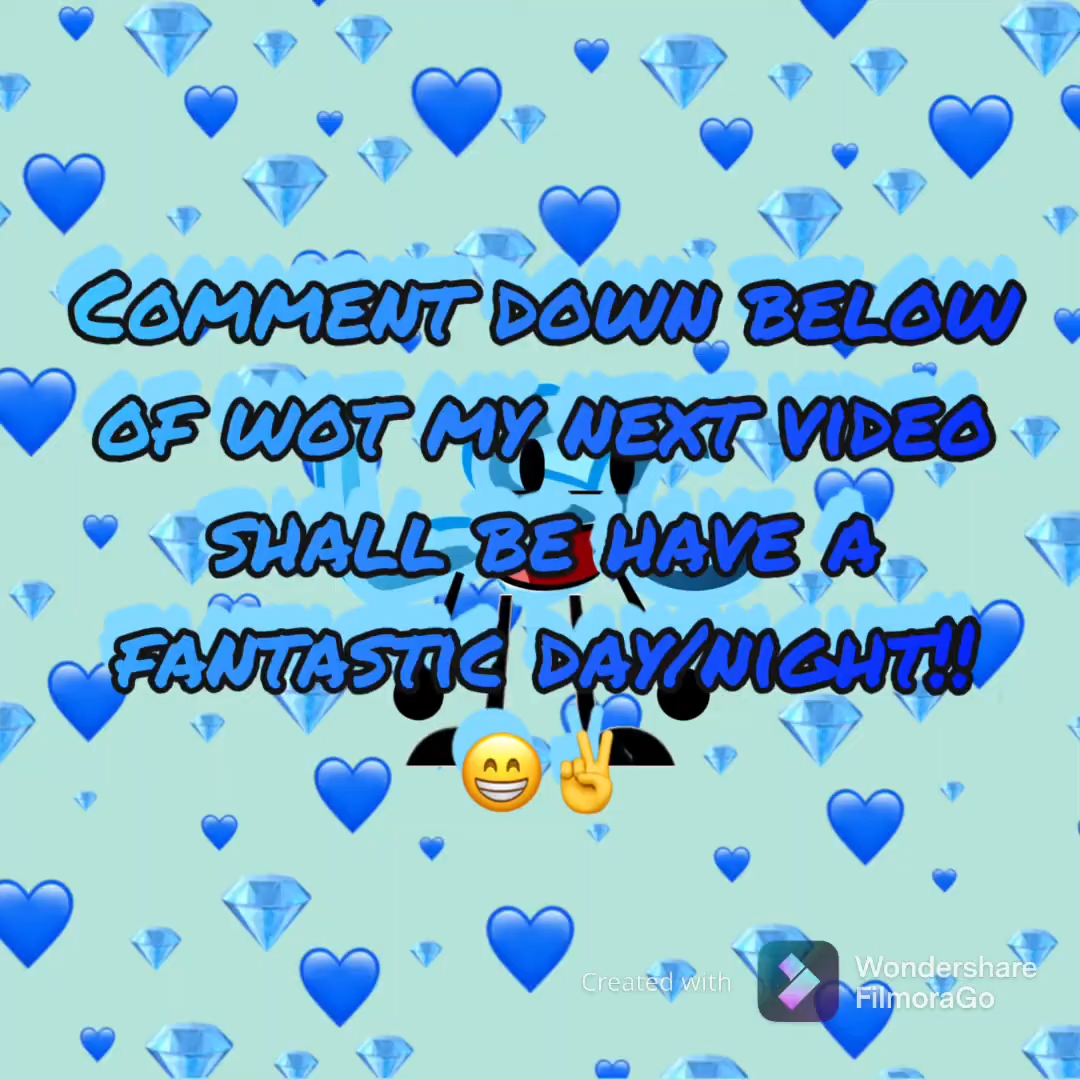 Comment down below
of wot my next video
shall be have a
fantastic day/night!!
😁✌
Created with
Wondershare
FilmoraGo